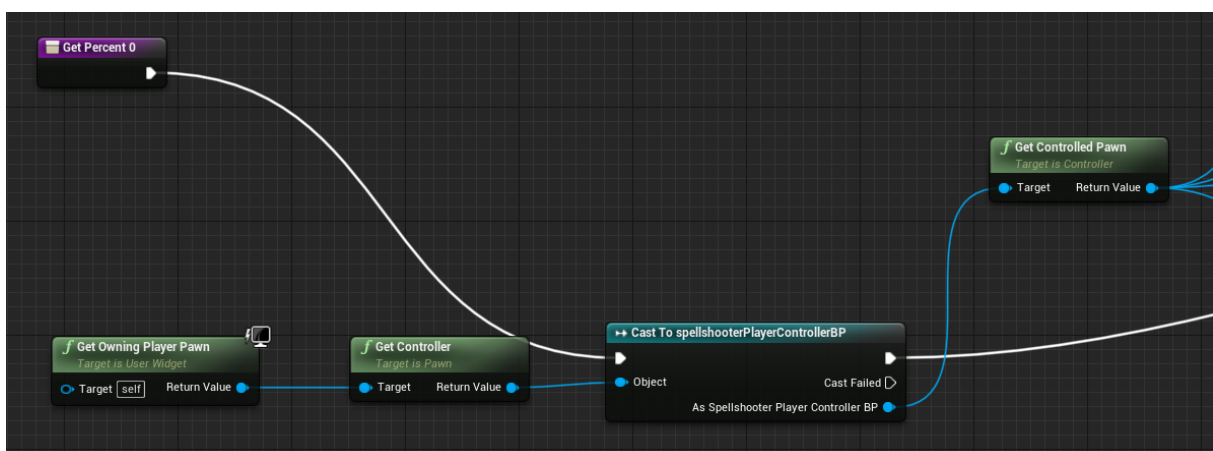 Get Percent 0
Get Controlled Pawn
Target is Controller
Target Return Value
Cast To spellshooterPlayerControllerBP
Get Owning Player Pawn
Target is User Widget
Target self Return Value
Get Controller
Target is Pawn
Target Return Value
Object
Cast Failed
As Spellshooter Player Controller BP